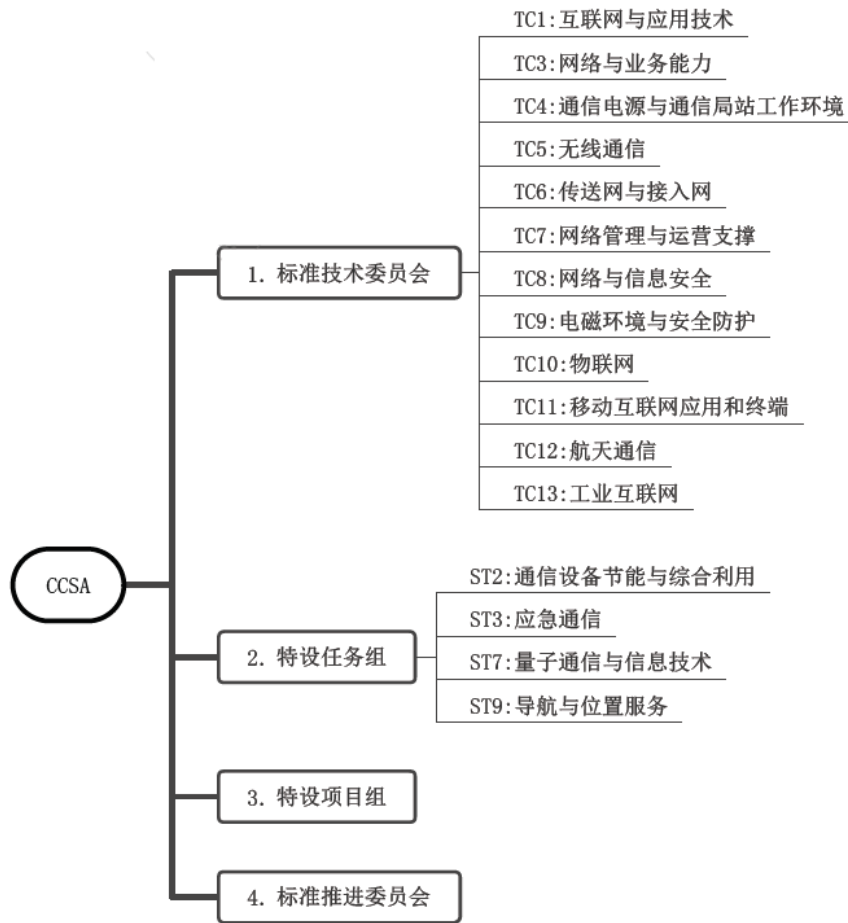 CCSA
1. 标准技术委员会
TC1:互联网与应用技术
TC3:网络与业务能力
TC4:通信电源与通信局站工作环境
TC5:无线通信
TC6:传送网与接入网
TC7:网络管理与运营支撑
TC8:网络与信息安全
TC9:电磁环境与安全防护
TC10:物联网
TC11:移动互联网应用和终端
TC12:航天通信
TC13:工业互联网
2. 特设任务组
ST2:通信设备节能与综合利用
ST3:应急通信
ST7:量子通信与信息技术
ST9:导航与位置服务
3. 特设项目组
4. 标准推进委员会